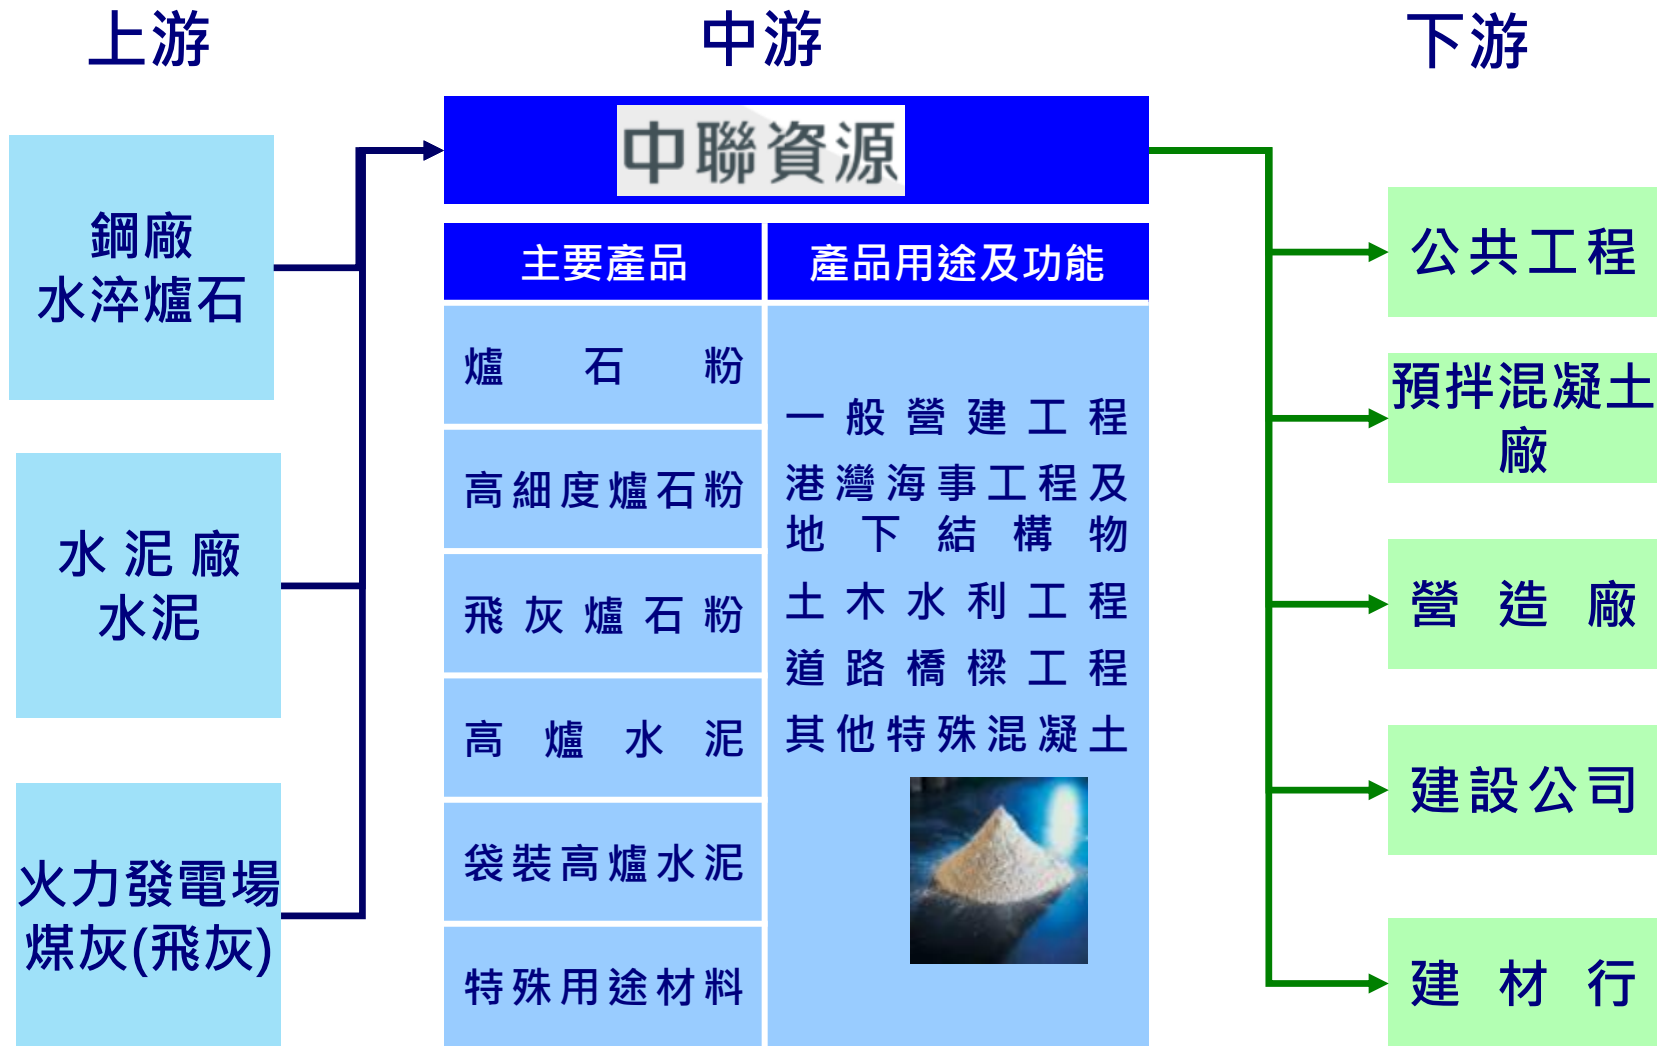 上游
中游
下游
鋼廠
水淬爐石
水泥廠
水泥
火力發電場
煤灰(飛灰)
中聯資源
主要產品
產品用途及功能
爐石粉
高細度爐石粉
飛灰爐石粉
高爐水泥
袋裝高爐水泥
特殊用途材料
一般營建工程
港灣海事工程及
地下結構物
土木水利工程
道路橋樑工程
其他特殊混凝土
公共工程
預拌混凝土
廠
營造廠
建設公司
建材行